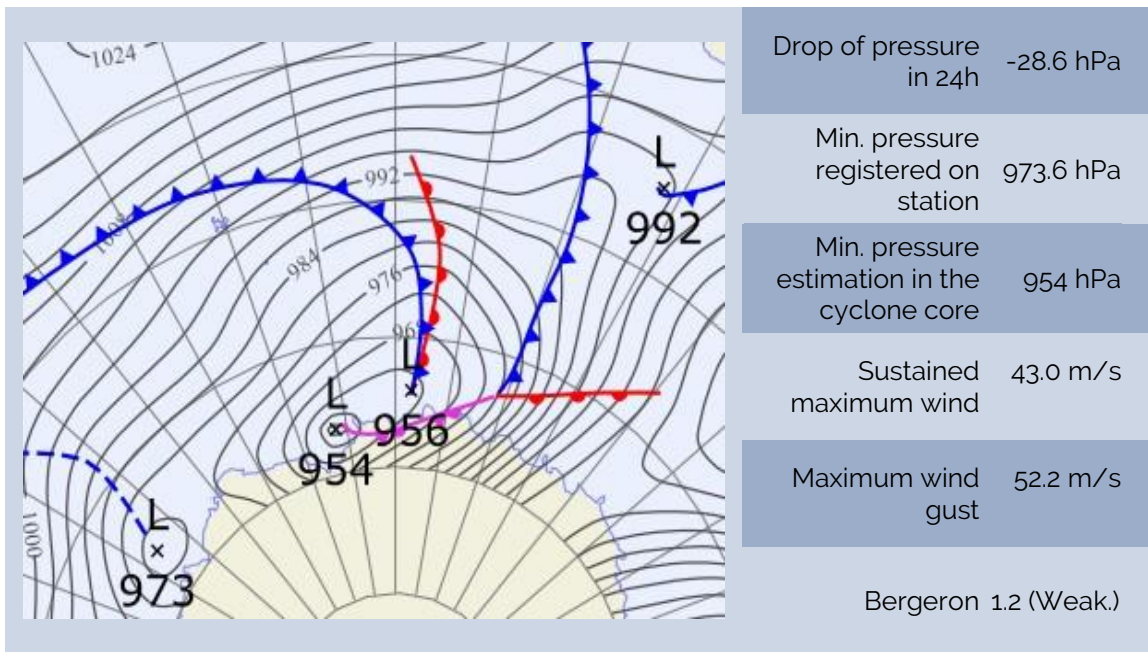 1024
992
1008
984
976
L
992
L
L
956
954
L
973
1000
Drop of pressure
in 24h
-28.6 hPa
Min. pressure
registered on
station
973.6 hPa
Min. pressure
estimation in the
cyclone core
954 hPa
Sustained
maximum wind
43.0 m/s
Maximum wind
gust
52.2 m/s
Bergeron 1.2 (Weak.)